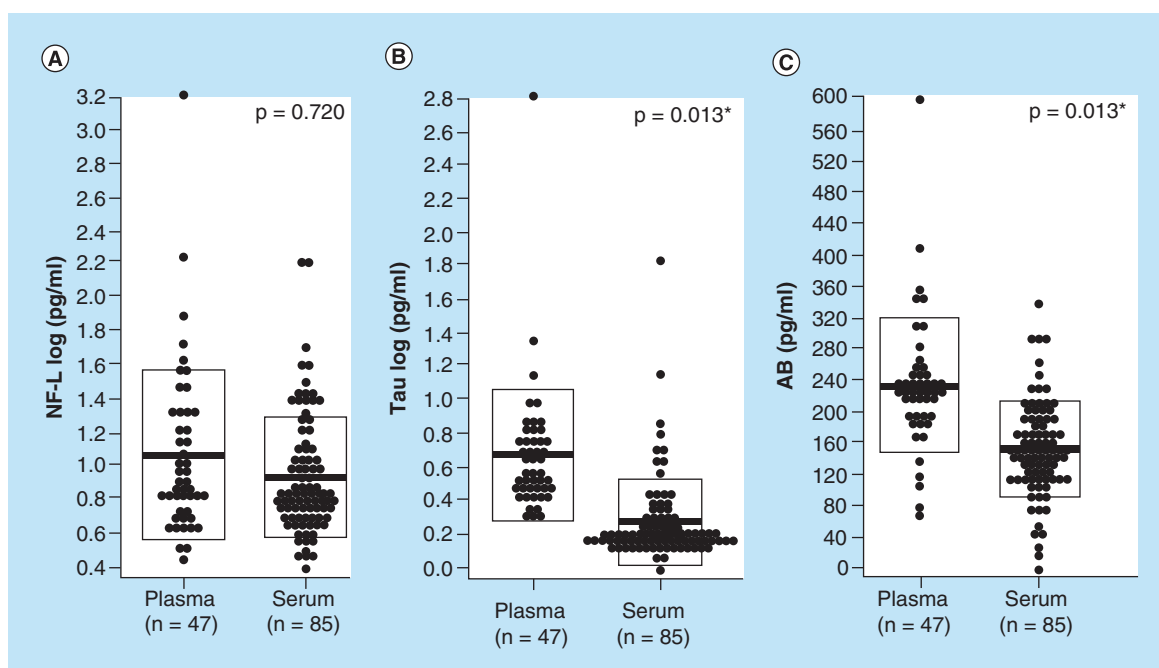 A
NF-L log (pg/ml)
3.2
3.0
2.8
2.6
2.4
2.2
2.0
1.8
1.6
1.4
1.2
1.0
0.8
0.6
0.4
p = 0.720
Plasma
(n = 47)
Serum
(n = 85)
B
Tau log (pg/ml)
2.8
2.6
2.4
2.2
2.0
1.8
1.6
1.4
1.2
1.0
0.8
0.6
0.4
0.2
0.0
p = 0.013*
Plasma
(n = 47)
Serum
(n = 85)
C
AB (pg/ml)
600
560
520
480
440
400
360
320
280
240
200
160
120
80
40
0
p = 0.013*
Plasma
(n = 47)
Serum
(n = 85)